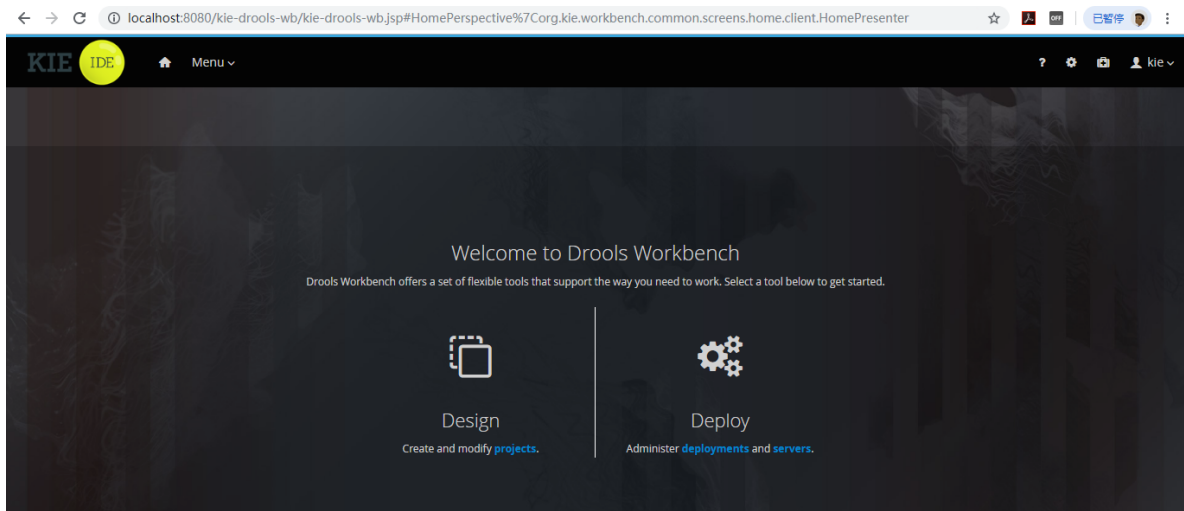 localhost:8080/kie-drools-wb/kie-drools-wb.jsp#HomePerspective%7Corg.kie.workbench.common.screens.home.client.HomePresenter
OFF
已暂停
KIE IDE
Menu
? kie
Welcome to Drools Workbench
Drools Workbench offers a set of flexible tools that support the way you need to work. Select a tool below to get started.
Design
Deploy
Create and modify projects.
Administer deployments and servers.